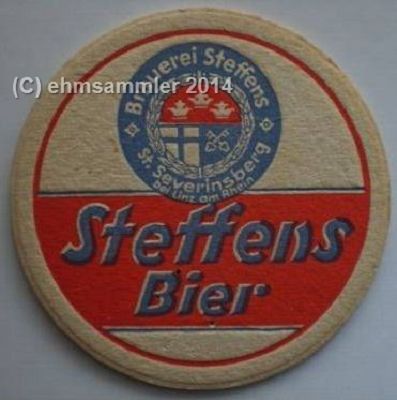 (C) ehmsammler 2014
Brauerei Steffens
St. Severinsberg
bei Linz am Rhein
Steffens
Bier